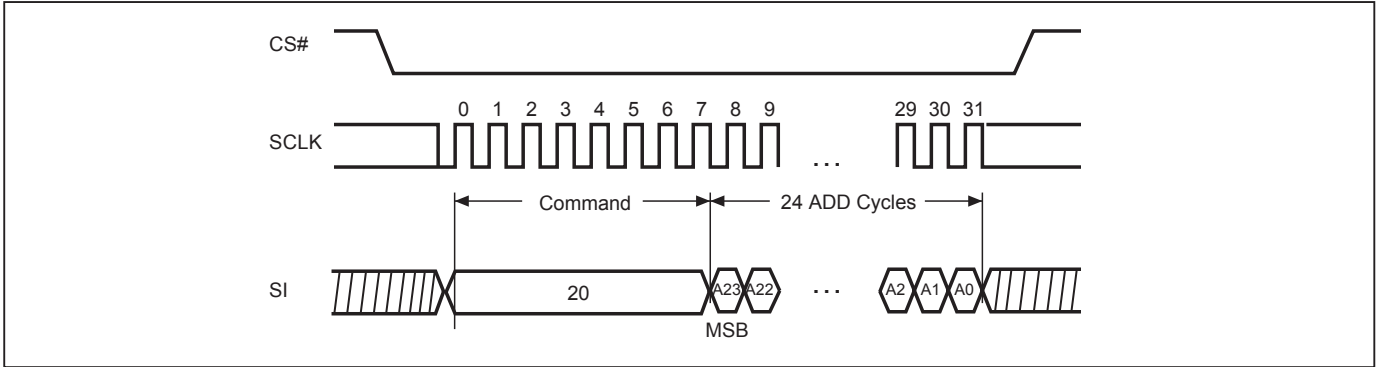 CS#
0 1 2 3 4 5 6 7 8 9 29 30 31
SCLK
...
Command 24 ADD Cycles
SI 20 A23 A22 ... A2 A1 A0
MSB